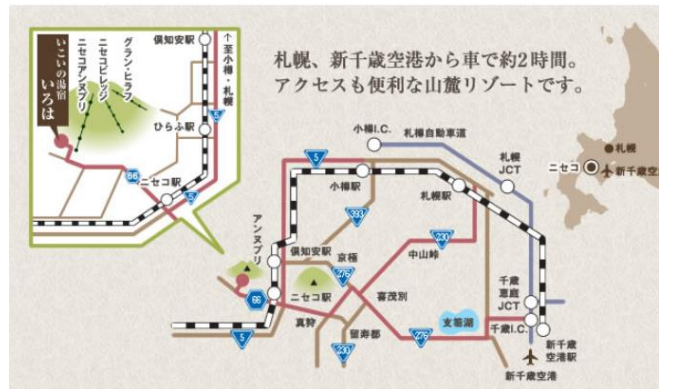 札幌、新千歳空港から車で約2時間。
アクセスも便利な山麓リゾートです。
いこいの湯宿
いろは
ニセコアンヌプリ
ニセコビレッジ
グラン・ヒラフ
倶知安駅
↑至小樽・札幌
5
ひらふ駅
66
ニセコ駅
5
札幌
ニセコ
新千歳空
小樽I.C.
札樽自動車道
5
小樽駅
札幌駅
札幌
JCT
393
230
中山峠
アンヌプリ
倶知安駅
京極
276
喜茂別
66
ニセコ駅
真狩
留寿都
支笏湖
千歳
恵庭
JCT
千歳I.C.
5
230
276
新千歳
空港駅
新千歳空港